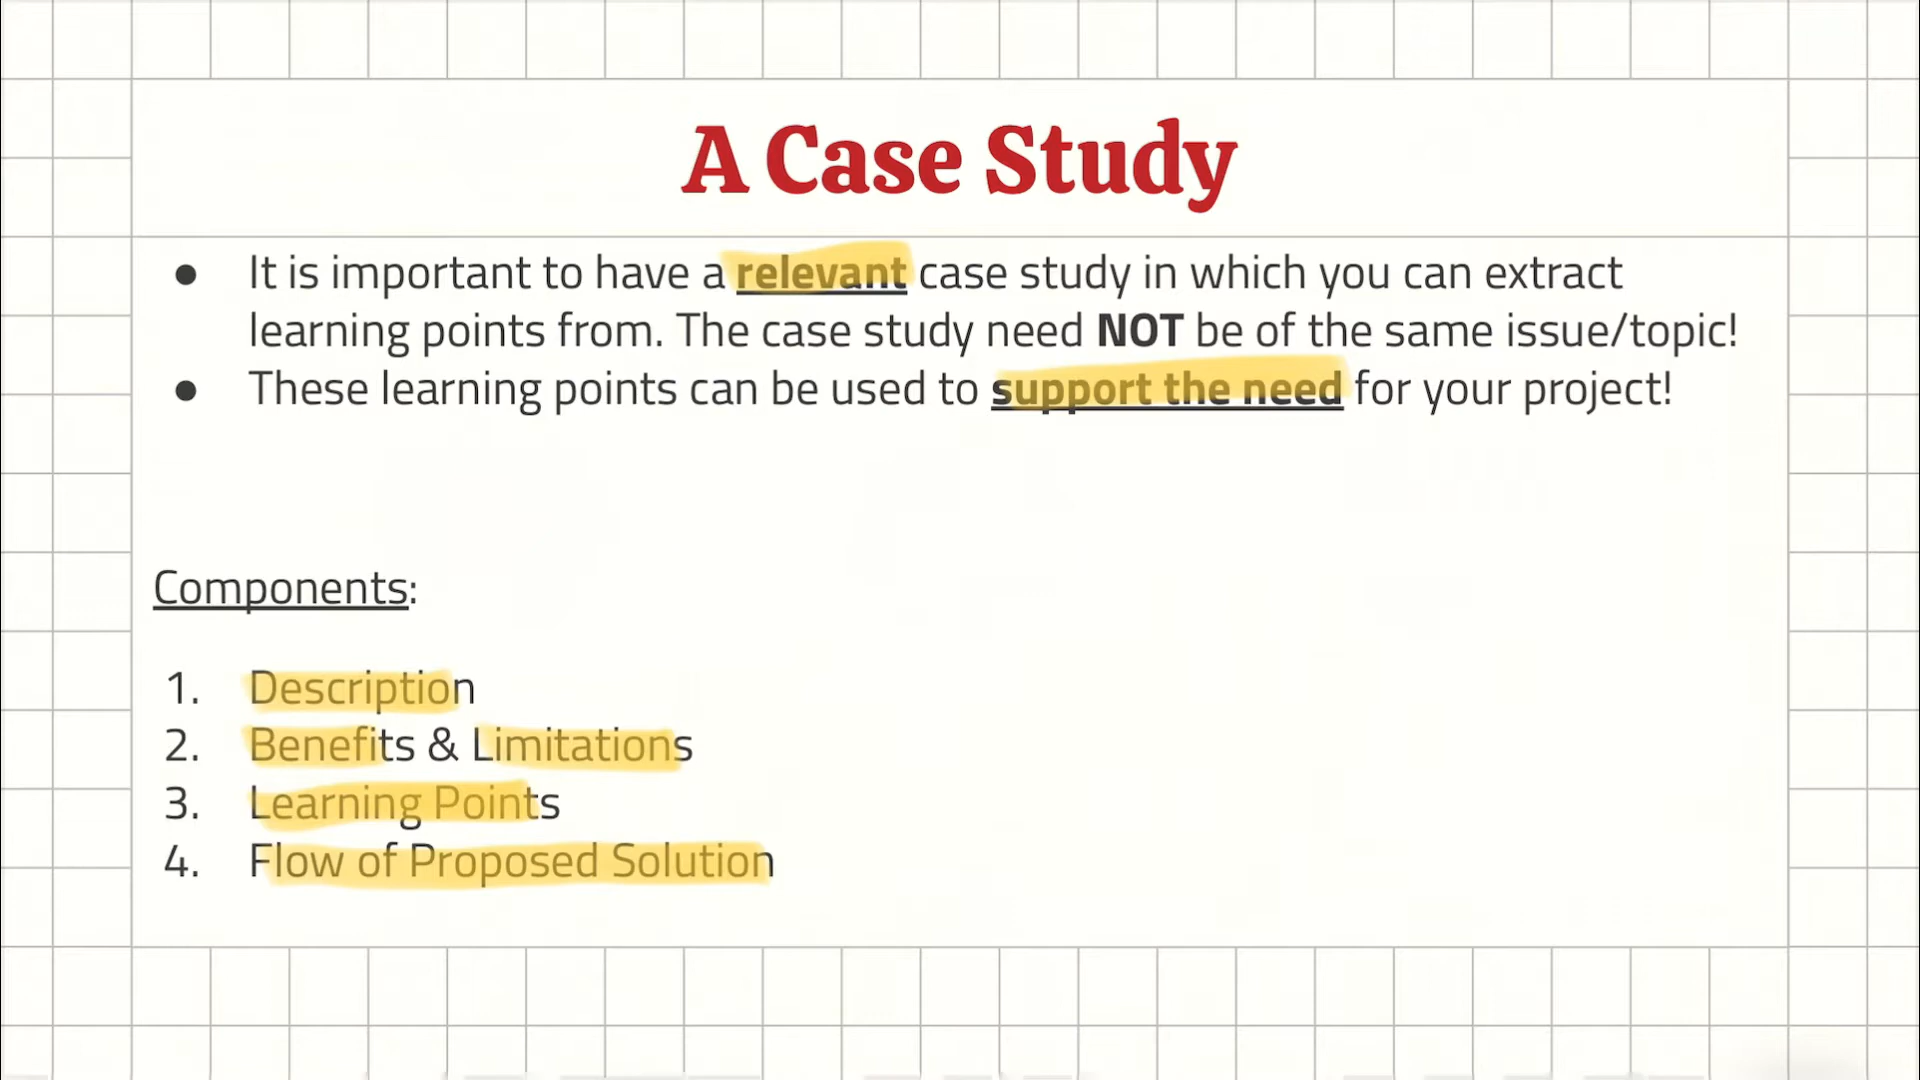 A Case Study
● It is important to have a relevant case study in which you can extract
learning points from. The case study need NOT be of the same issue/topic!
● These learning points can be used to support the need for your project!
Components:
1. Description
2. Benefits & Limitations
3. Learning Points
4. Flow of Proposed Solution